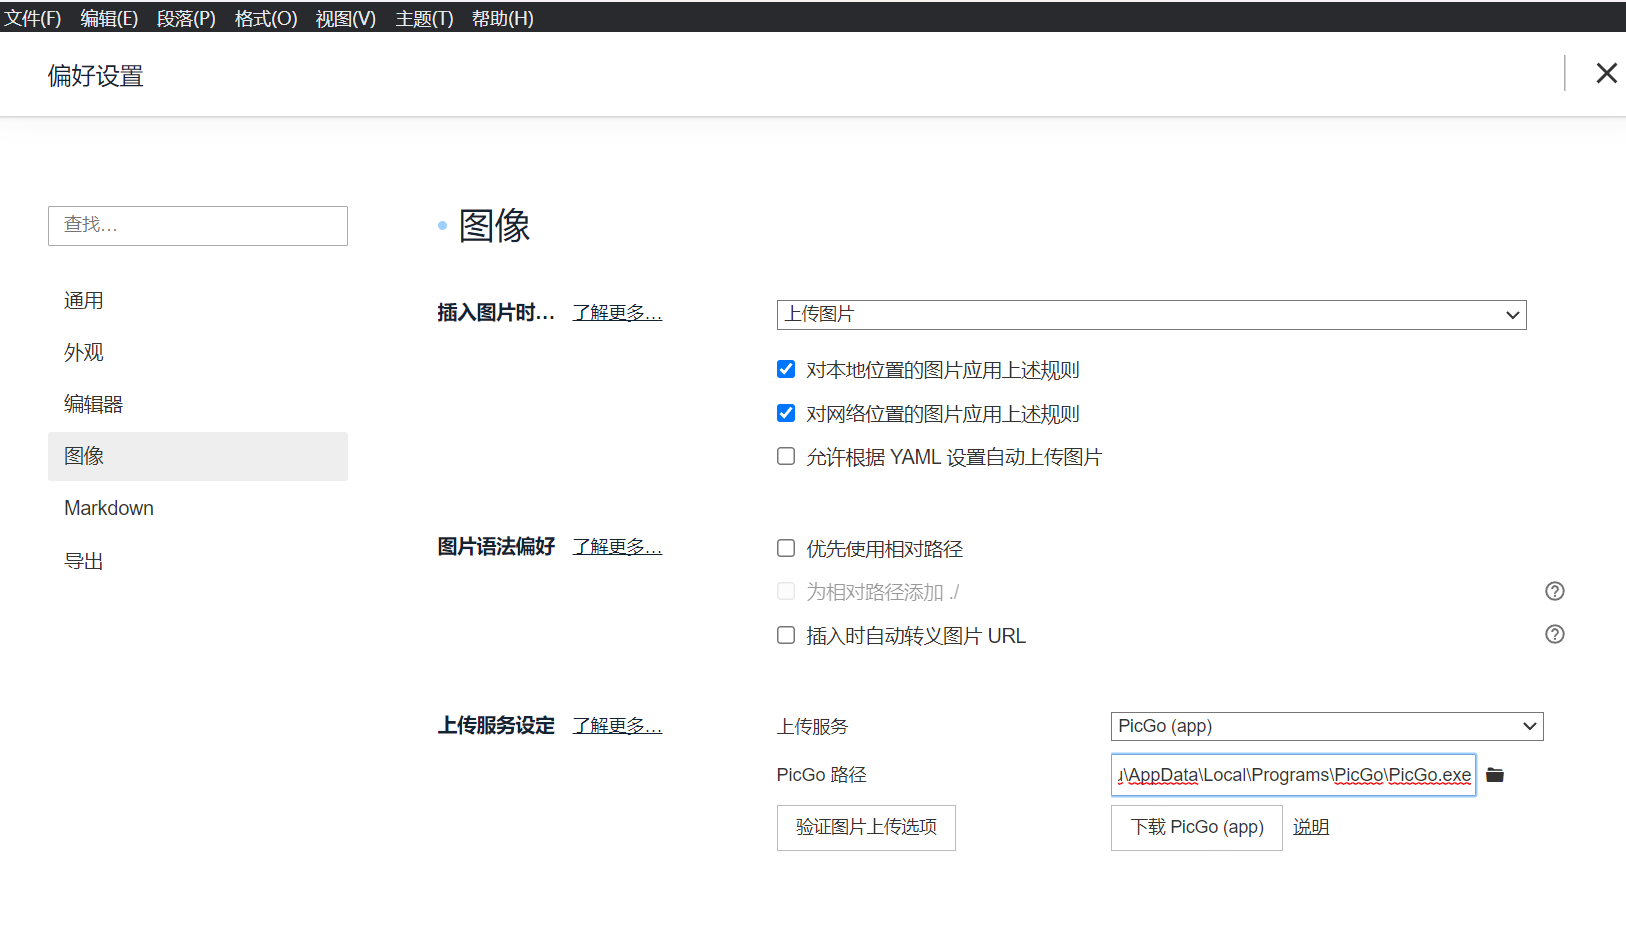 文件(F) 编辑(E) 段落(P) 格式(O) 视图(V) 主题(T) 帮助(H)
偏好设置
查找...
通用
外观
编辑器
图像
Markdown
导出
图像
插入图片时... 了解更多...
上传图片
对本地位置的图片应用上述规则
对网络位置的图片应用上述规则
允许根据 YAML 设置自动上传图片
图片语法偏好 了解更多...
优先使用相对路径
为相对路径添加 ./
插入时自动转义图片 URL
上传服务设定 了解更多...
上传服务 PicGo (app)
PicGo 路径 \AppData\Local\Programs\PicGo\PicGo.exe
验证图片上传选项 下载 PicGo (app) 说明